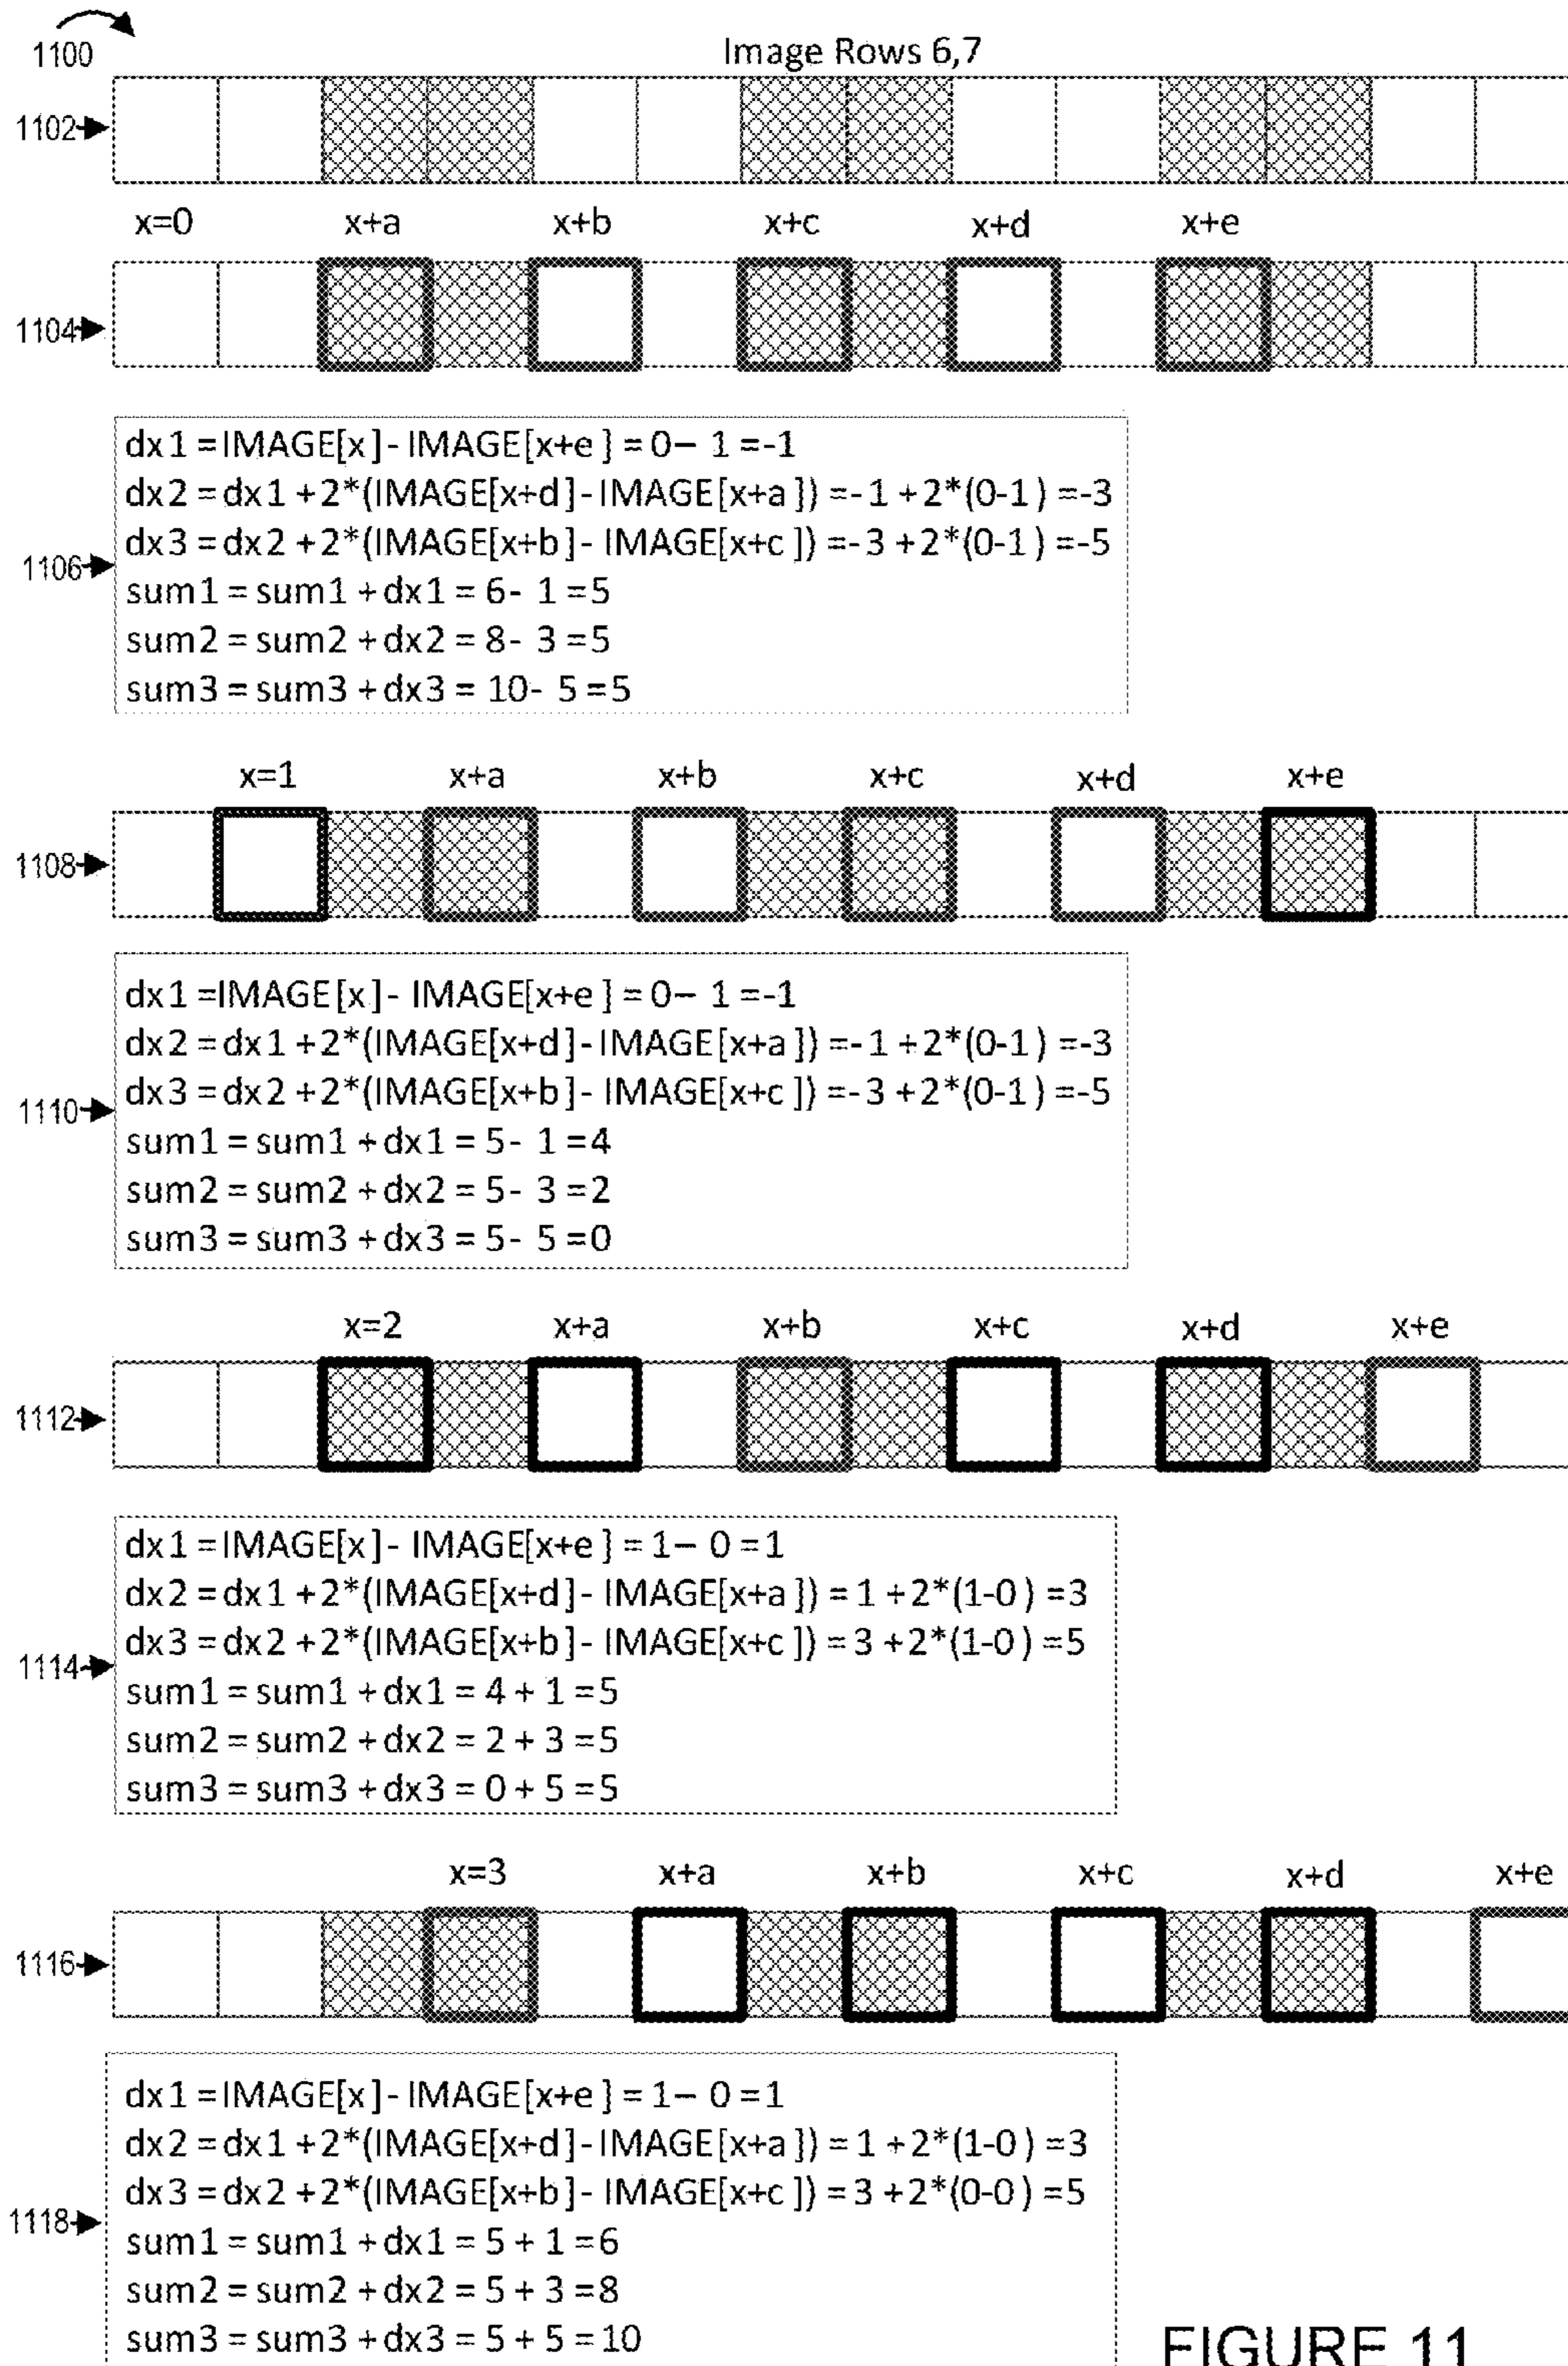 1100
Image Rows 6,7
1102
x=0 x+a x+b x+c x+d x+e
1104
dx1 =IMAGE[x]- IMAGE[x+e] = 0– 1 =-1
dx2 = dx1 +2*(IMAGE[x+d]-IMAGE[x+a]) =-1 +2*(0-1) =-3
dx3 = dx2 +2*(IMAGE[x+b]- IMAGE[x+c]) =-3 +2*(0-1) =-5
1106
sum1 = sum1 + dx1 = 6- 1 =5
sum2 = sum2 + dx2 = 8- 3 =5
sum3 = sum3 + dx3 = 10- 5 =5
x=1 x+a x+b x+c x+d x+e
1108
dx1 =IMAGE[x]- IMAGE[x+e] = 0– 1 =-1
dx2 = dx1 +2*(IMAGE[x+d]-IMAGE[x+a]) =-1 +2*(0-1) =-3
dx3 = dx2 +2*(IMAGE[x+b]- IMAGE[x+c]) =-3 +2*(0-1) =-5
1110
sum1 = sum1 + dx1 = 5- 1 =4
sum2 = sum2 + dx2 = 5- 3 =2
sum3 = sum3 + dx3 = 5- 5 =0
x=2 x+a x+b x+c x+d x+e
1112
dx1 =IMAGE[x]- IMAGE[x+e] = 1– 0 =1
dx2 = dx1 +2*(IMAGE[x+d]- IMAGE[x+a]) = 1 +2*(1-0) =3
dx3 = dx2 +2*(IMAGE[x+b]- IMAGE[x+c]) = 3 +2*(1-0) =5
1114
sum1 = sum1 + dx1 = 4 + 1 =5
sum2 = sum2 + dx2 = 2 + 3 =5
sum3 = sum3 + dx3 = 0 + 5 =5
x=3 x+a x+b x+c x+d x+e
1116
dx1 =IMAGE[x]- IMAGE[x+e] = 1– 0 =1
dx2 = dx1 +2*(IMAGE[x+d]-IMAGE[x+a]) = 1 +2*(1-0) =3
dx3 = dx2 +2*(IMAGE[x+b]- IMAGE[x+c]) = 3 +2*(0-0) =5
1118
sum1 = sum1 + dx1 = 5 + 1 =6
sum2 = sum2 + dx2 = 5 + 3 =8
sum3 = sum3 + dx3 = 5 + 5 =10
FIGURE 11